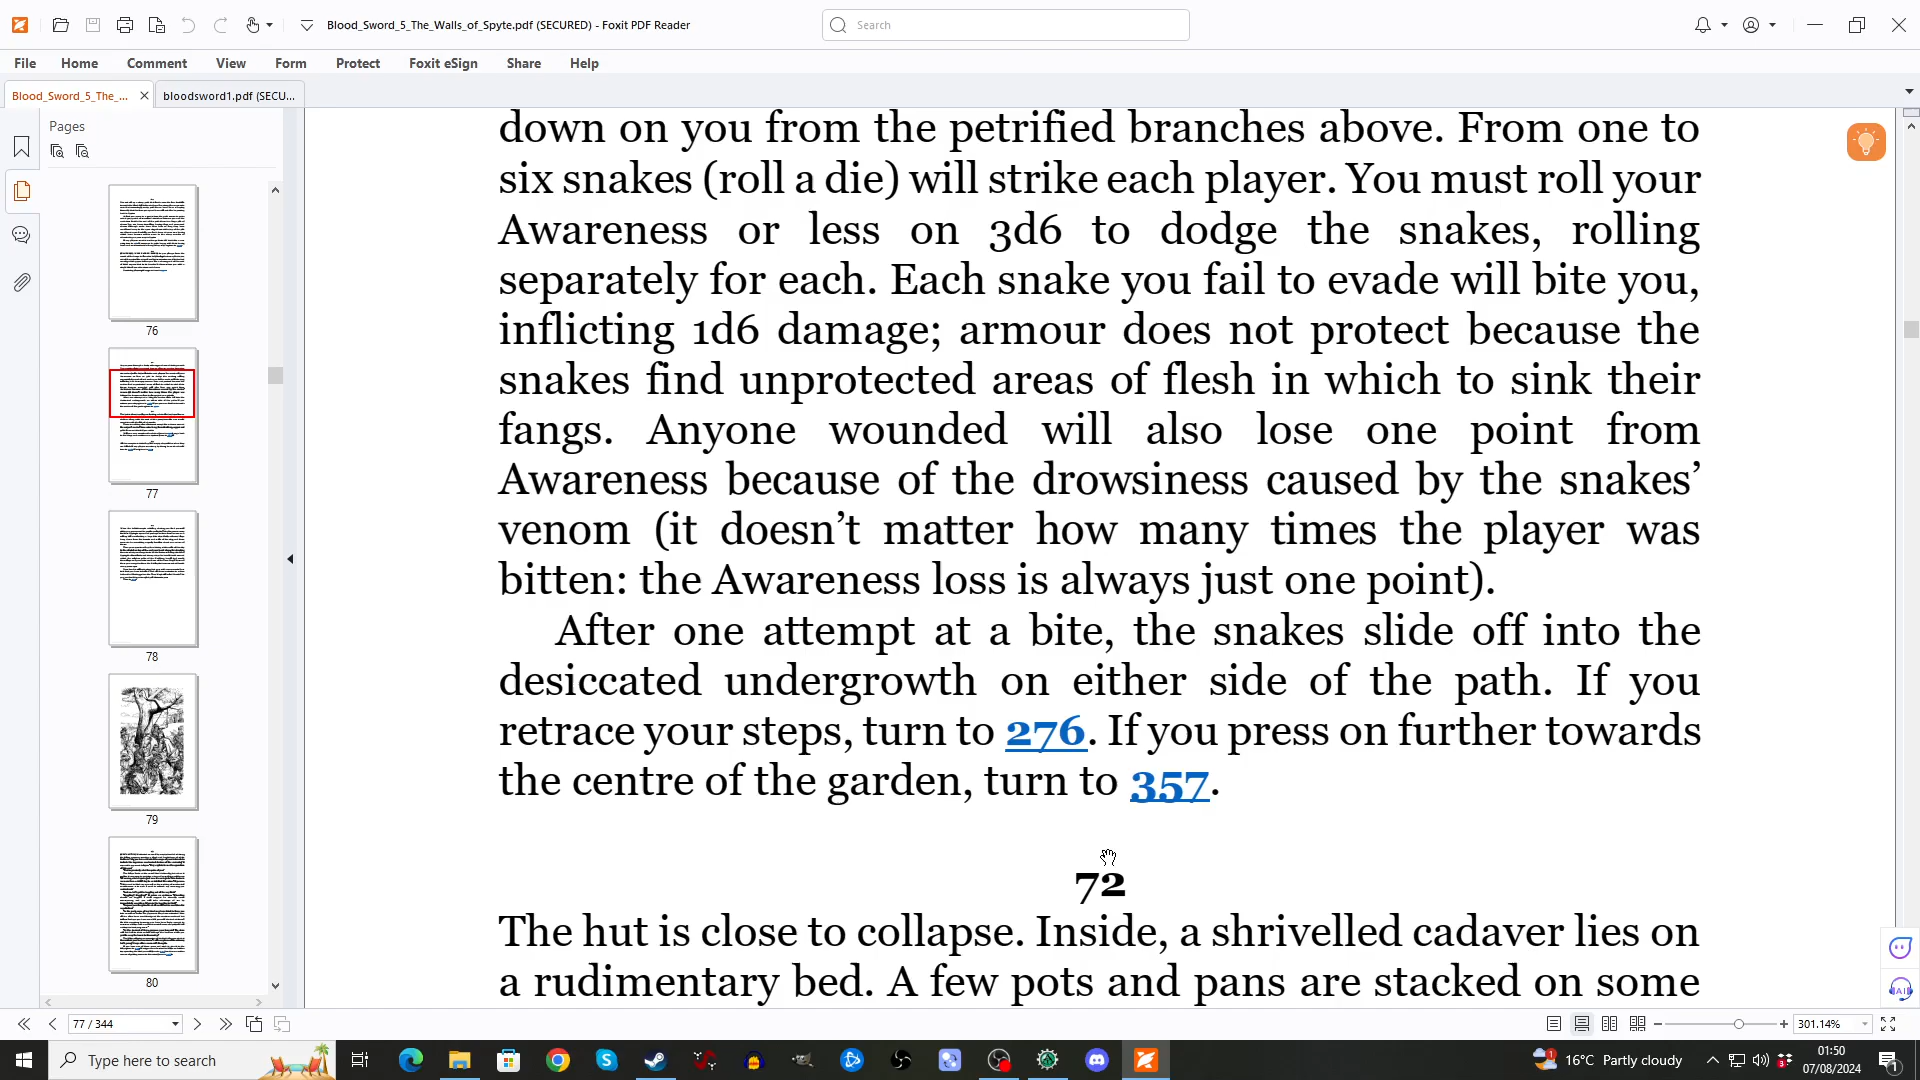 Blood_Sword_5_The_Walls_of_Spyte.pdf (SECURED) - Foxit PDF Reader
Search
File Home Comment View Form Protect Foxit eSign Share Help
Blood_Sword_5_The_... bloodsword1.pdf (SECU...
Pages
76
77
78
79
80
down on you from the petrified branches above. From one to
six snakes (roll a die) will strike each player. You must roll your
Awareness or less on 3d6 to dodge the snakes, rolling
separately for each. Each snake you fail to evade will bite you,
inflicting 1d6 damage; armour does not protect because the
snakes find unprotected areas of flesh in which to sink their
fangs. Anyone wounded will also lose one point from
Awareness because of the drowsiness caused by the snakes’
venom (it doesn’t matter how many times the player was
bitten: the Awareness loss is always just one point).
After one attempt at a bite, the snakes slide off into the
desiccated undergrowth on either side of the path. If you
retrace your steps, turn to 276. If you press on further towards
the centre of the garden, turn to 357.
72
The hut is close to collapse. Inside, a shrivelled cadaver lies on
a rudimentary bed. A few pots and pans are stacked on some
77 / 344
301.14%
Type here to search
16°C Partly cloudy
01:50
07/08/2024